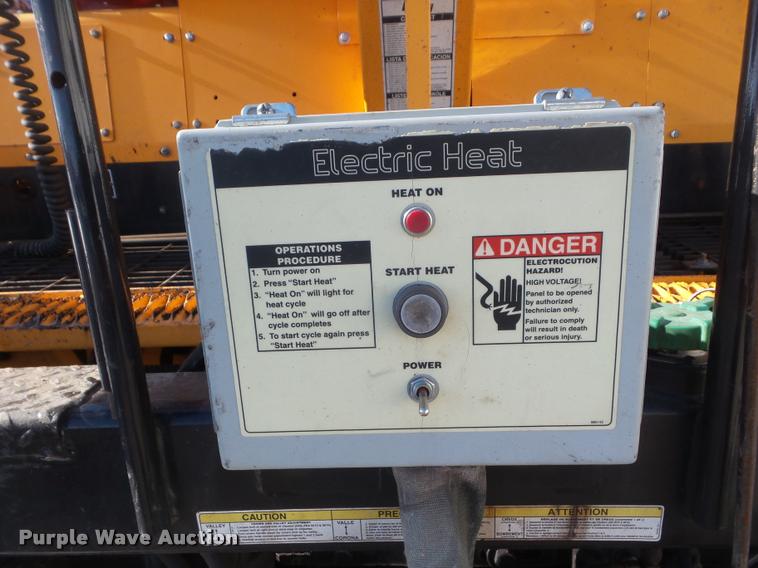 Electric Heat
HEAT ON
OPERATIONS
PROCEDURE
1. Turn power on
2. Press "Start Heat"
3. "Heat On" will light for
heat cycle
4. "Heat On" will go off after
cycle completes
5. To start cycle again press
"Start Heat"
START HEAT
POWER
DANGER
ELECTROCUTION
HAZARD!
HIGH VOLTAGE!
Panel to be opened
by authorized
technician only.
Failure to comply
will result in death
or serious injury.
CAUTION
VALLEY
VALLE
CORONA
ATTENTION
Purple Wave Auction